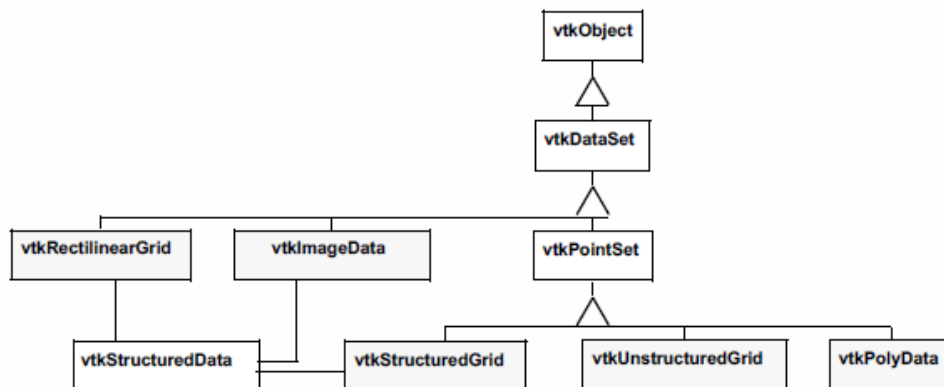 vtkObject
vtkDataSet
vtkRectilinearGrid
vtkImageData
vtkPointSet
vtkStructuredData
vtkStructuredGrid
vtkUnstructuredGrid
vtkPolyData